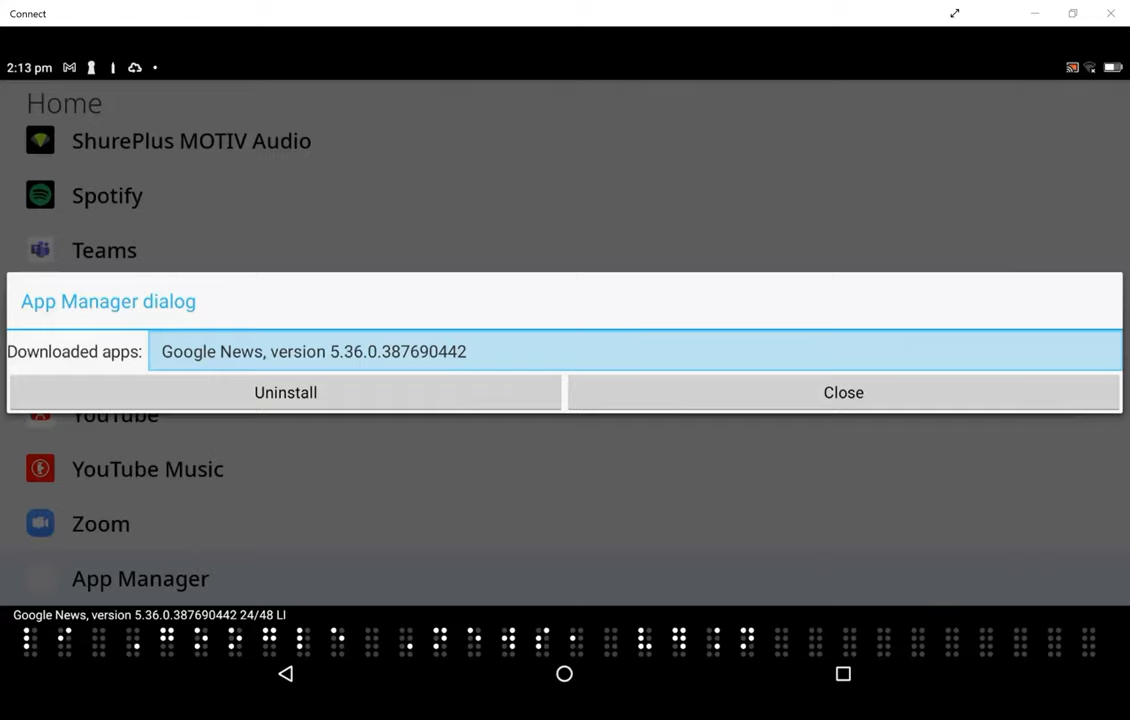 Connect
2:13 pm
Home
ShurePlus MOTIV Audio
Spotify
Teams
App Manager dialog
Downloaded apps: Google News, version 5.36.0.387690442
Uninstall Close
YouTube
YouTube Music
Zoom
App Manager
Google News, version 5.36.0.387690442 24/48 LI